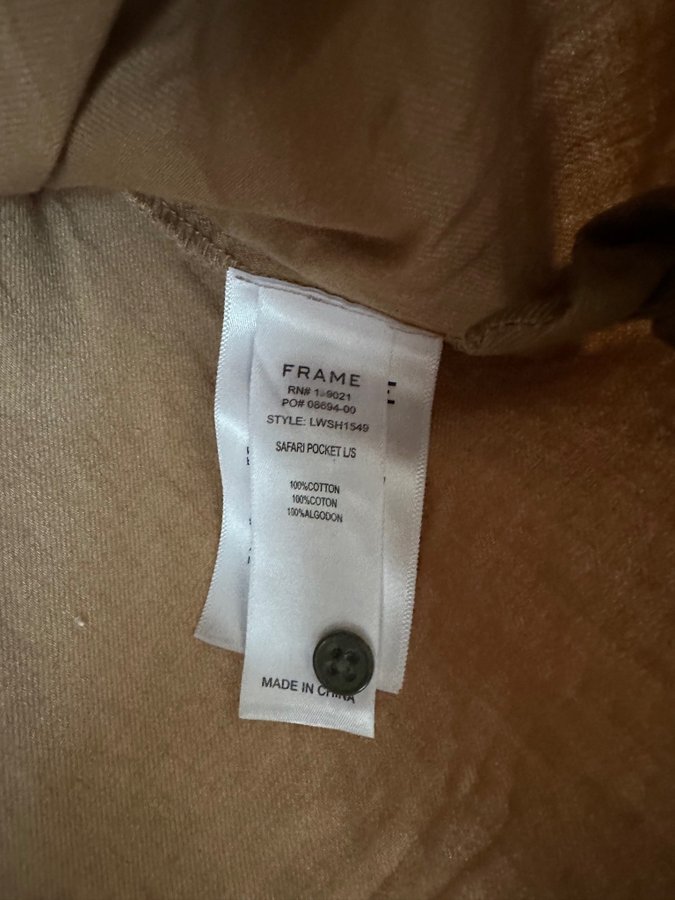 FRAME
RN#
PO# 08694-00
STYLE: LWSH1549
SAFARI POCKET L/S
100%COTTON
100%COTON
100%ALGODON
MADE IN CHINA